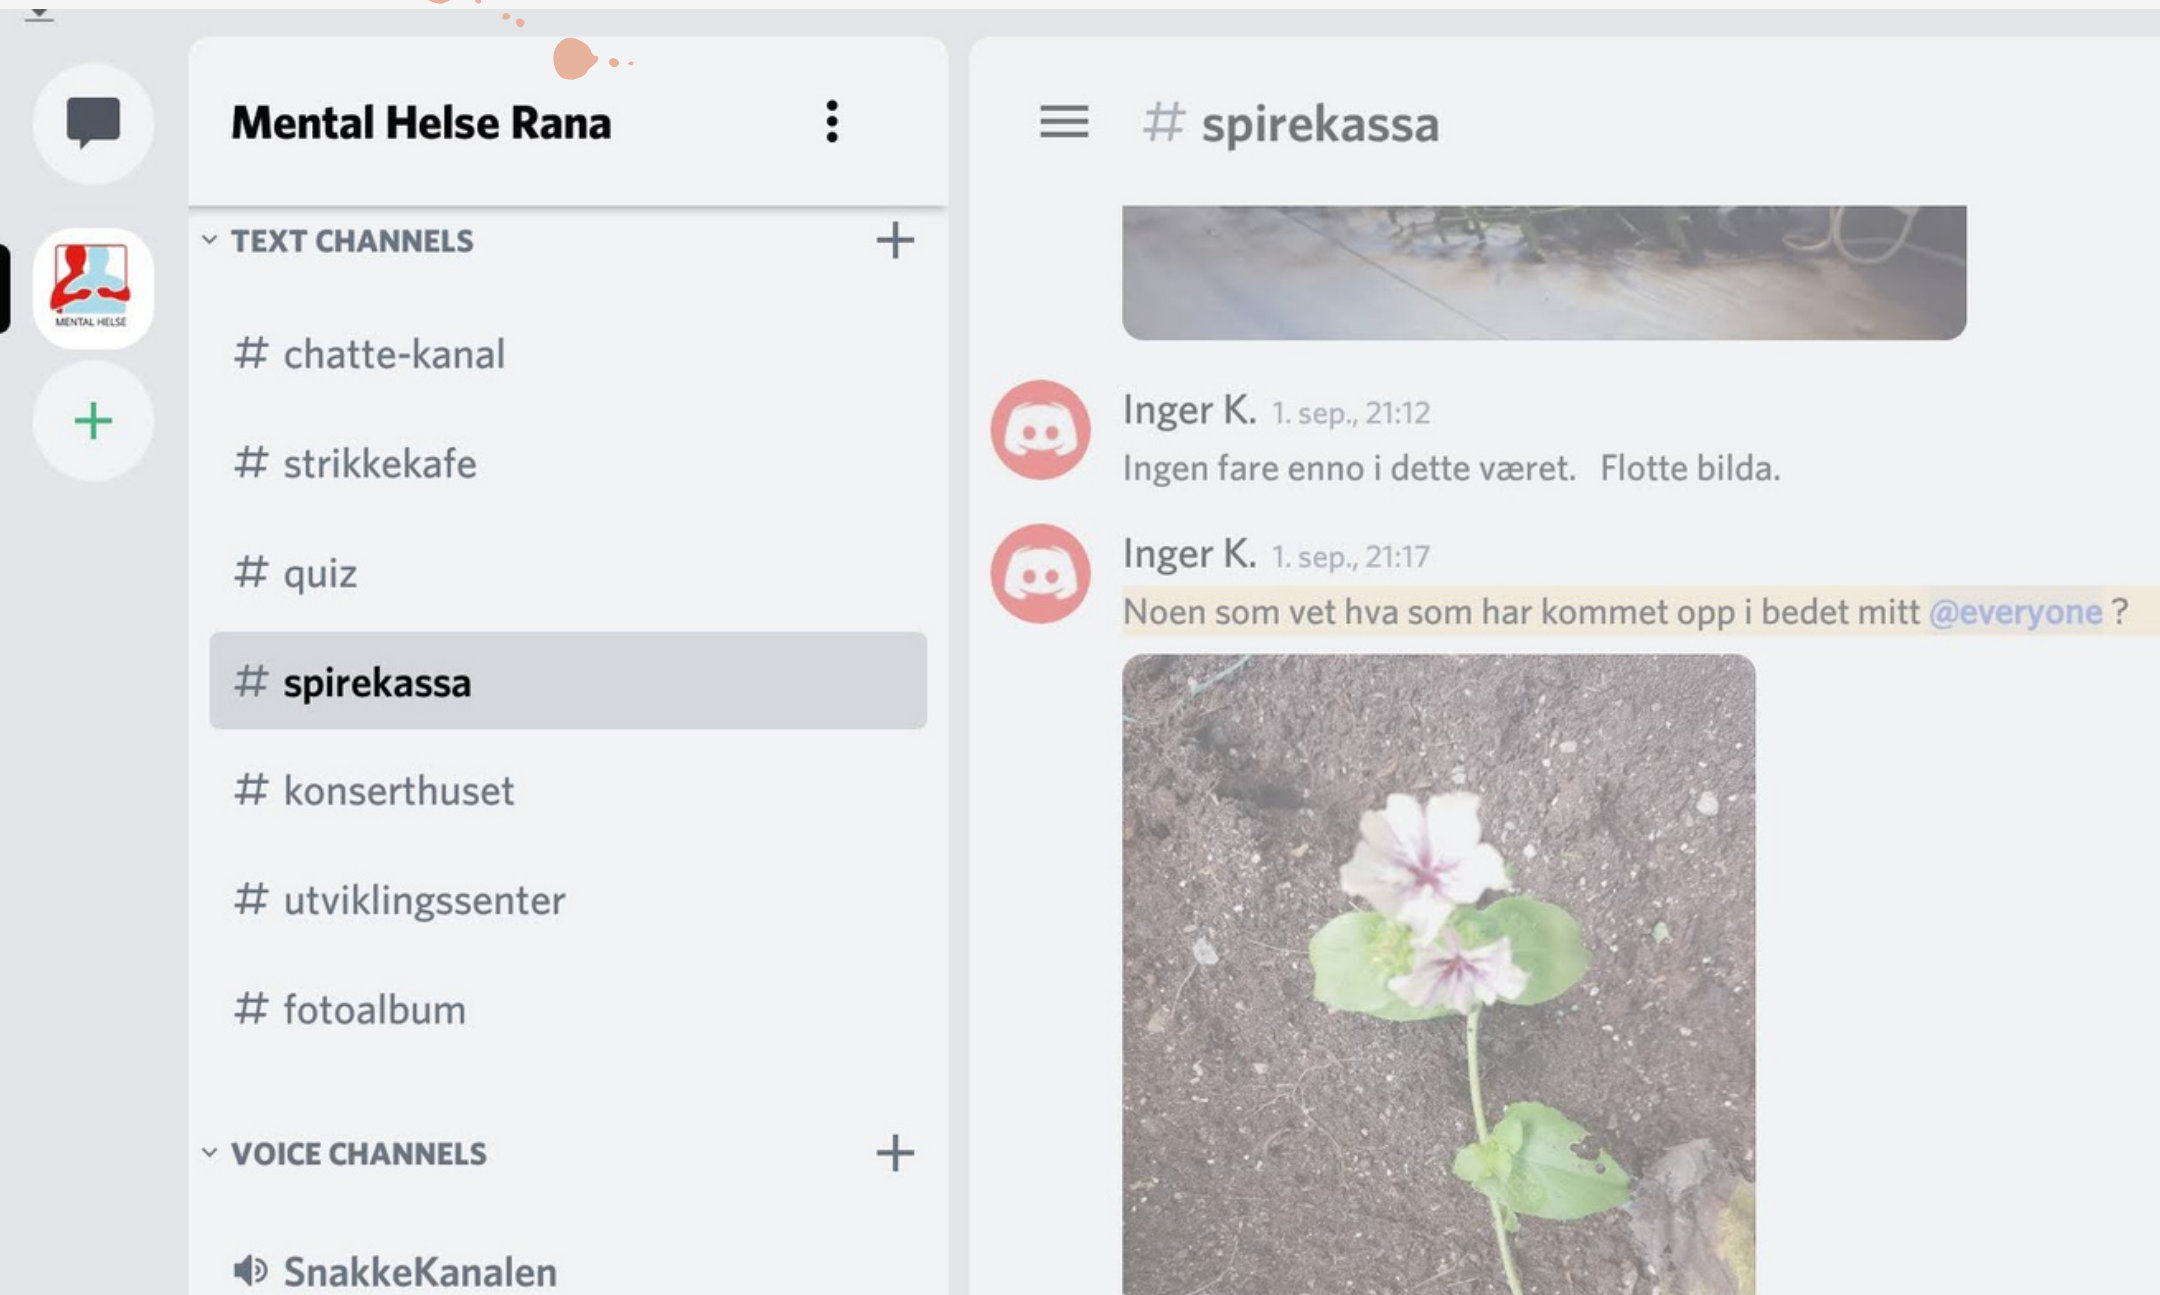 Mental Helse Rana
MENTAL HELSE
TEXT CHANNELS
# chatte-kanal
# strikkekafe
# quiz
# spirekassa
# konserthuset
# utviklingssenter
# fotoalbum
VOICE CHANNELS
SnakkeKanalen
# spirekassa
Inger K. 1. sep., 21:12
Ingen fare enno i dette været. Flotte bilda.
Inger K. 1. sep., 21:17
Noen som vet hva som har kommet opp i bedet mitt @everyone ?